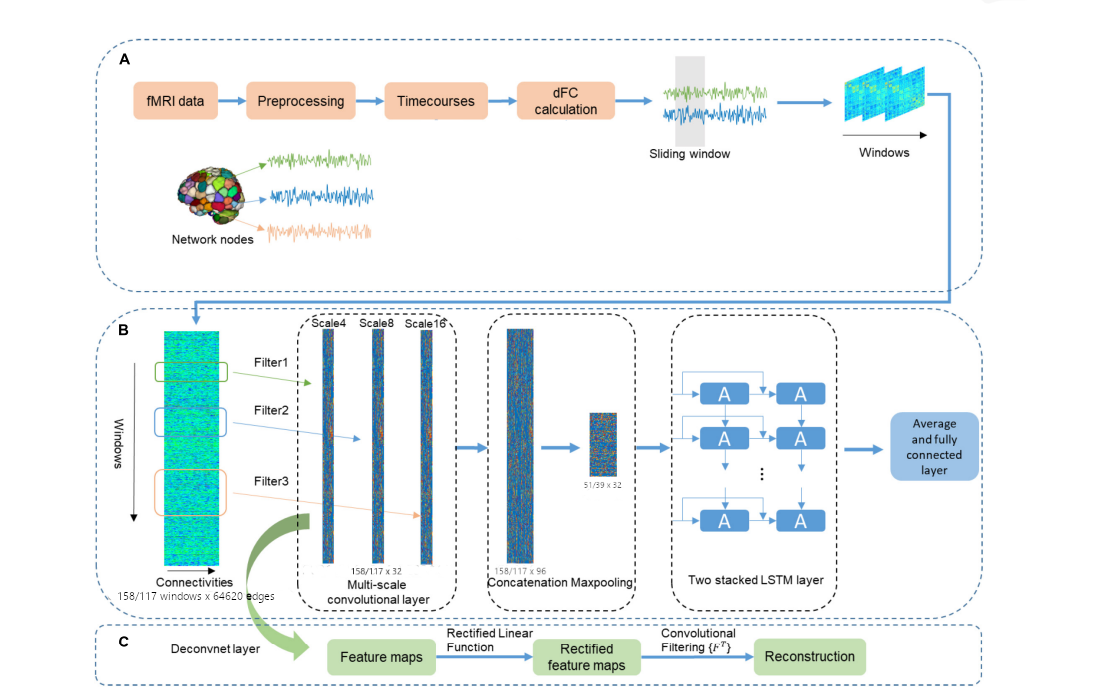 A
fMRI data
Preprocessing
Timecourses
dFC
calculation
Sliding window
Windows
Network nodes
B
Scale4
Scale8
Scale16
Filter1
Filter2
Filter3
Windows
Connectivities
158/117 windows x 64620 edges
158/117 x 32
Multi-scale
convolutional layer
158/117 x 96
51/39 x 32
Concatenation Maxpooling
A
A
A
A
A
A
Two stacked LSTM layer
Average
and fully
connected
layer
C
Deconvnet layer
Feature maps
Rectified Linear
Function
Rectified
feature maps
Convolutional
Filtering {F^T}
Reconstruction